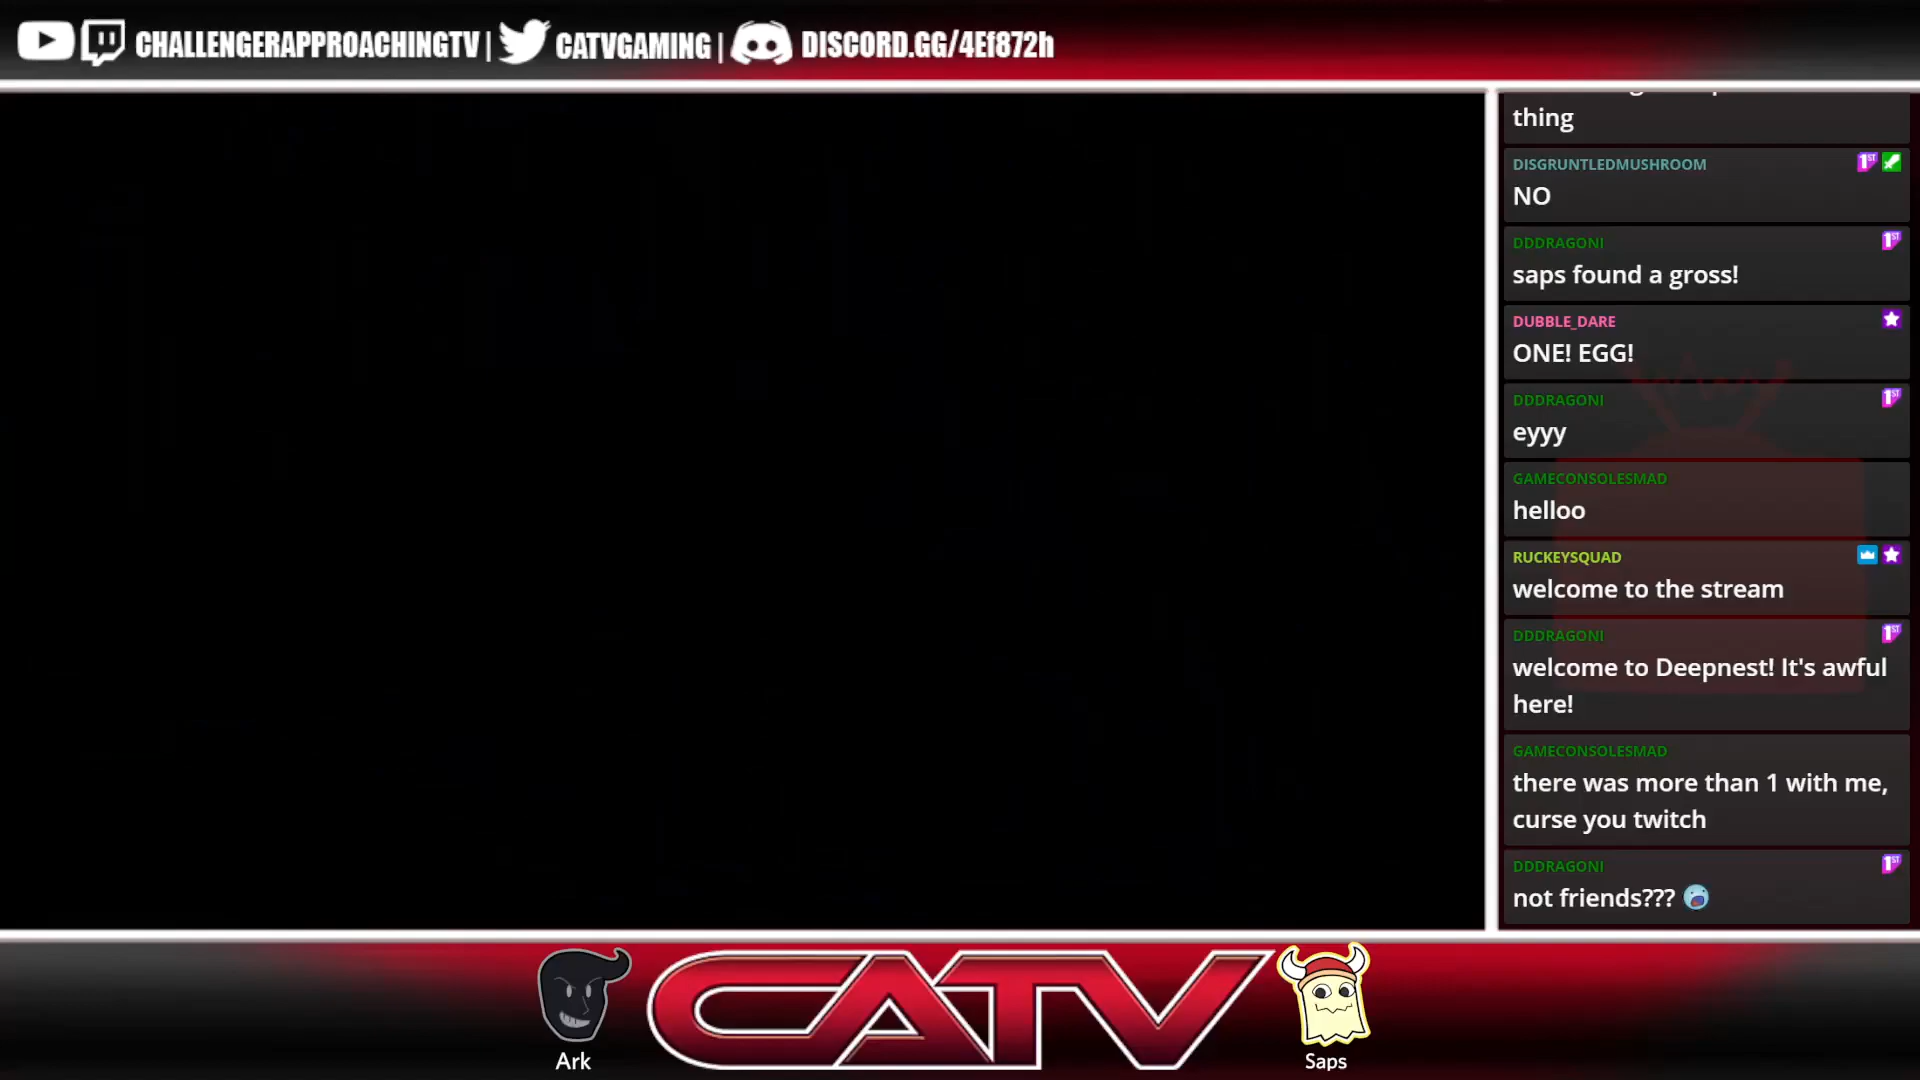 CHALLENGERAPPROACHINGTV | CATVGAMING | DISCORD.GG/4Ef872h
thing
DISGRUNTLEDMUSHROOM
NO
DDDRAGONI
saps found a gross!
DUBBLE_DARE
ONE! EGG!
DDDRAGONI
eyyy
GAMECONSOLESMAD
helloo
RUCKEYSQUAD
welcome to the stream
DDDRAGONI
welcome to Deepnest! It's awful
here!
GAMECONSOLESMAD
there was more than 1 with me,
curse you twitch
DDDRAGONI
not friends???
CATV
Ark
Saps